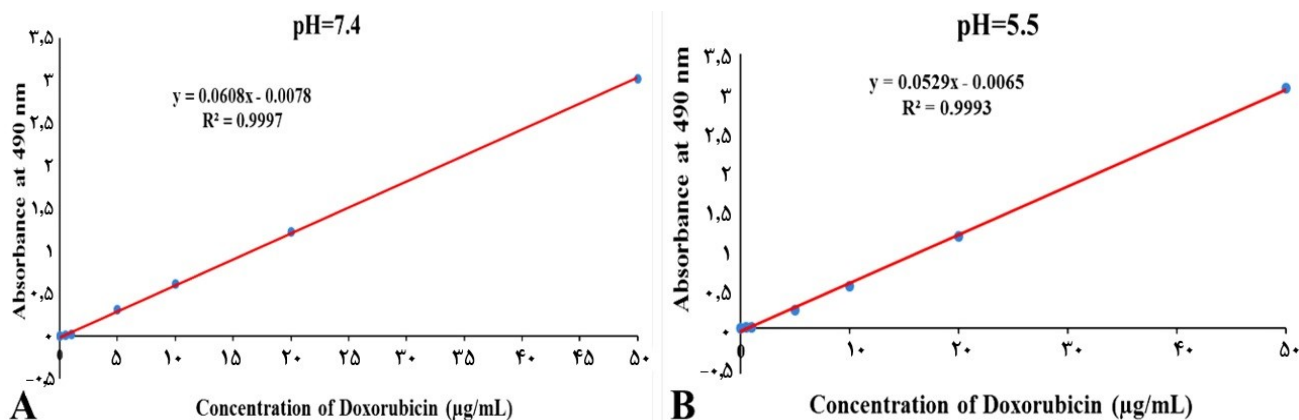 pH=7.4
Absorbance at 490 nm
۳,۵
۳
۲,۵
۲
۱,۵
۱
۰,۵
۰
−۰,۵
y = 0.0608x - 0.0078
R² = 0.9997
۰ ۵ ۱۰ ۱۵ ۲۰ ۲۵ ۳۰ ۳۵ ۴۰ ۴۵ ۵۰
Concentration of Doxorubicin (µg/mL)
A
pH=5.5
Absorbance at 490 nm
۳,۵
۳
۲,۵
۲
۱,۵
۱
۰,۵
۰
−۰,۵
y = 0.0529x - 0.0065
R² = 0.9993
۰ ۱۰ ۲۰ ۳۰ ۴۰ ۵۰
Concentration of Doxorubicin (µg/mL)
B